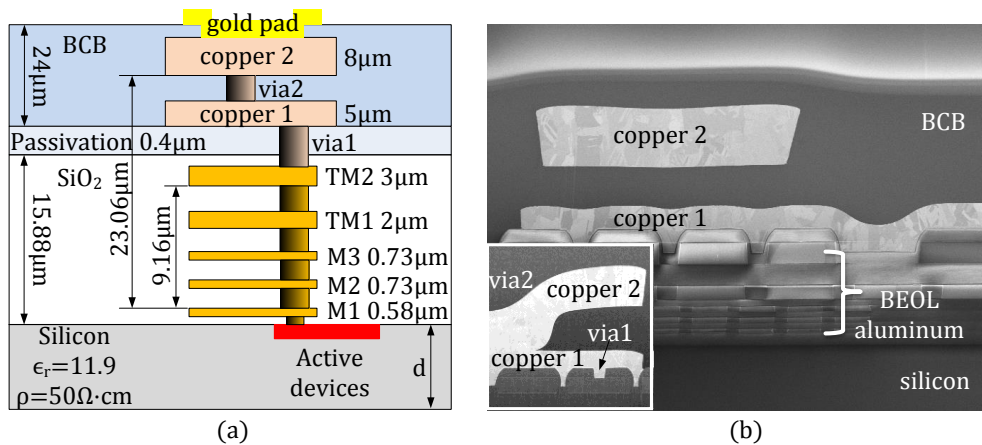 gold pad
BCB
24μm
copper 2
8μm
via2
copper 1
5μm
Passivation 0.4μm
via1
SiO₂
TM2 3μm
15.88μm
23.06μm
9.16μm
TM1 2μm
M3 0.73μm
M2 0.73μm
M1 0.58μm
Silicon
ϵr=11.9
ρ=50Ω·cm
Active
devices
d
(a)
copper 2
BCB
copper 1
via2
copper 2
via1
copper 1
BEOL
aluminum
silicon
(b)